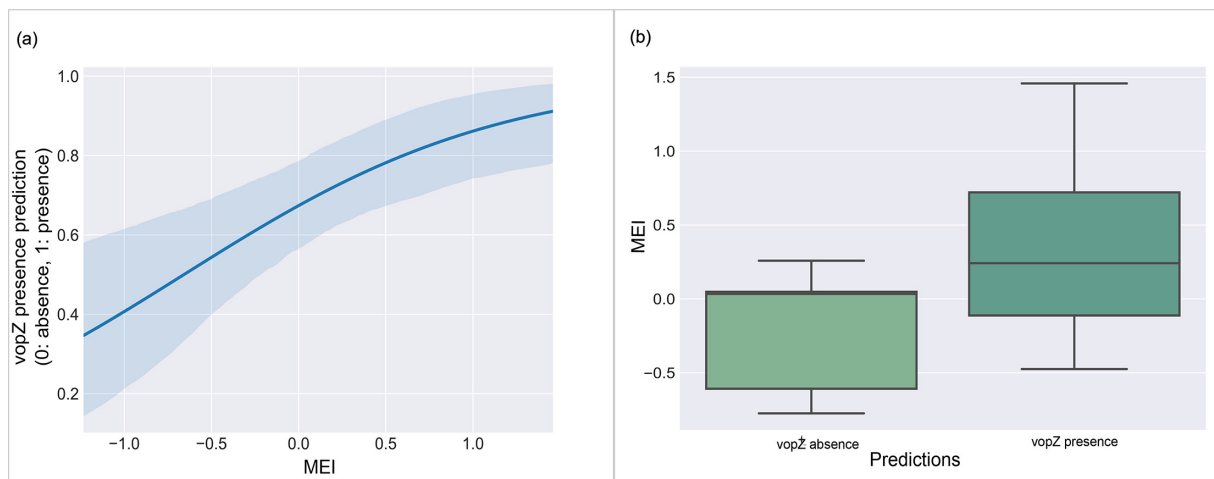 (a)
1.0
0.8
0.6
0.4
0.2
vopZ presence prediction
(0: absence, 1: presence)
−1.0 −0.5 0.0 0.5 1.0
MEI
(b)
1.5
1.0
0.5
0.0
−0.5
MEI
vopZ absence vopZ presence
Predictions